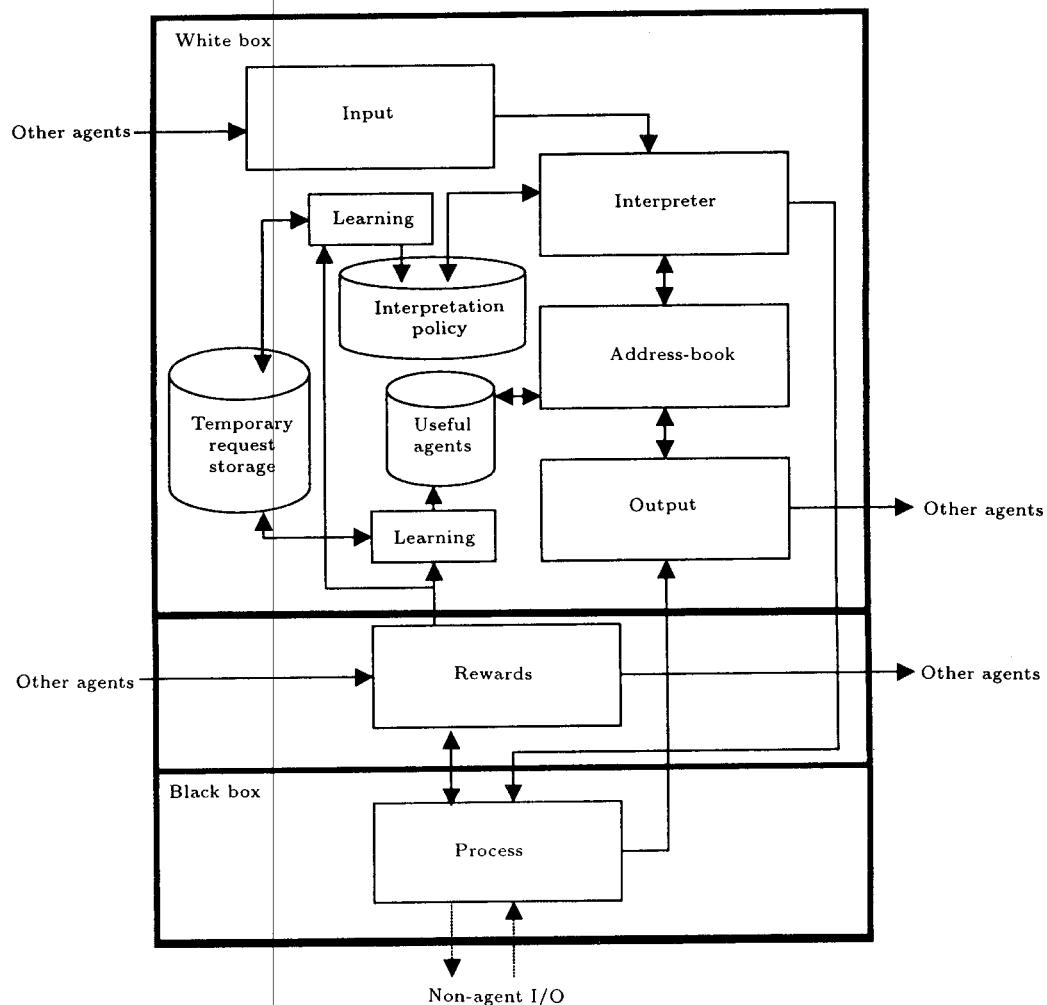 White box
Input
Other agents
Interpreter
Learning
Interpretation
policy
Address-book
Temporary
request
storage
Useful
agents
Output
Other agents
Learning
Other agents
Rewards
Other agents
Black box
Process
Non-agent I/O